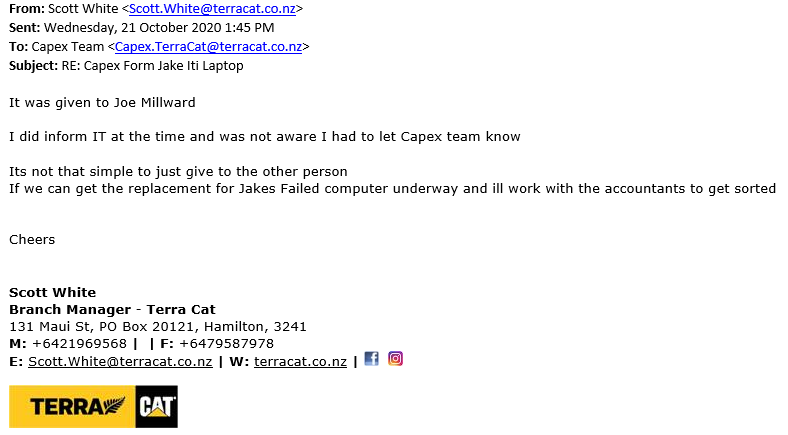 From: Scott White <Scott.White@terracat.co.nz>
Sent: Wednesday, 21 October 2020 1:45 PM
To: Capex Team <Capex.TerraCat@terracat.co.nz>
Subject: RE: Capex Form Jake Iti Laptop
It was given to Joe Millward
I did inform IT at the time and was not aware I had to let Capex team know
Its not that simple to just give to the other person
If we can get the replacement for Jakes Failed computer underway and ill work with the accountants to get sorted
Cheers
Scott White
Branch Manager - Terra Cat
131 Maui St, PO Box 20121, Hamilton, 3241
M: +6421969568 | | F: +6479587978
E: Scott.White@terracat.co.nz | W: terracat.co.nz |
TERRA CAT